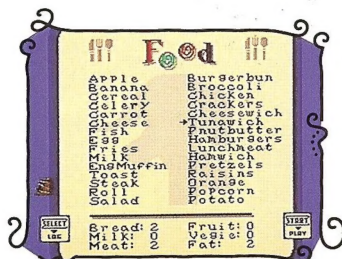 Food
Apple Burgerbun
Banana Broccoli
Cereal Chicken
Celery Crackers
Carrot Cheesewich
Cheese →Tunawich
Fish Pnutbutter
Egg Hamburgers
Fries Lunchmeat
Milk Hamwich
EngMuffin Pretzels
Toast Raisins
Steak Orange
Roll Popcorn
Salad Potato
SELECT
LOG
START
PLAY
Bread: 2 Fruit: 0
Milk: 0 Vegie: 0
Meat: 2 Fat: 2